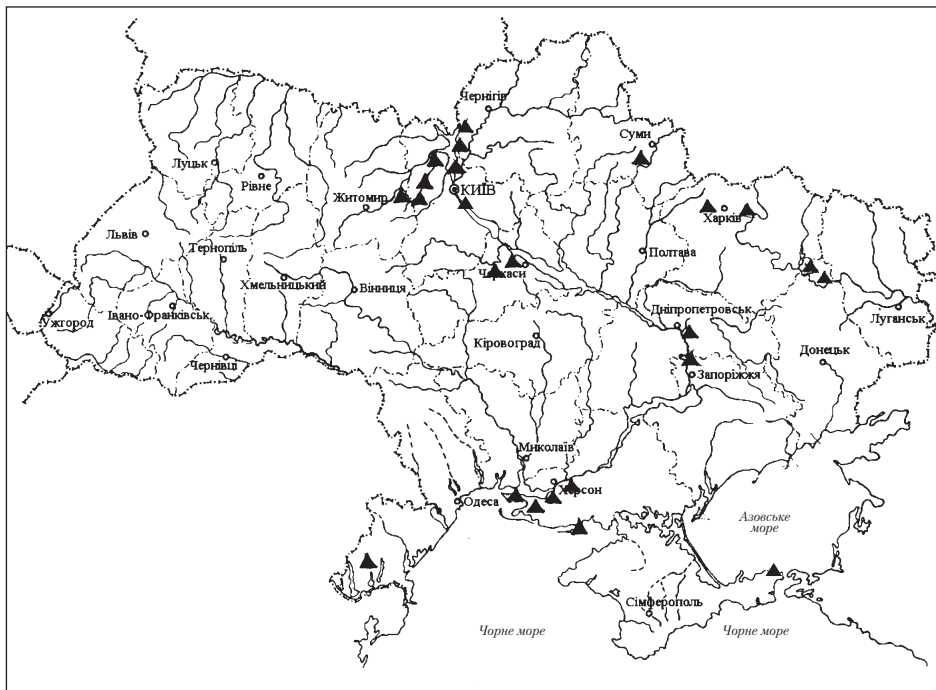 Чернігів
Суми
Луцьк
Рівне
КИЇВ
Житомир
Харків
Львів
Тернопіль
Полтава
Черкаси
Хмельницький
Вінниця
Ужгород
Івано-Франківськ
Дніпропетровськ
Луганськ
Кіровоград
Донецьк
Чернівці
Запоріжжя
Миколаїв
Херсон
Одеса
Азовське
море
Сімферополь
Чорне море
Чорне море